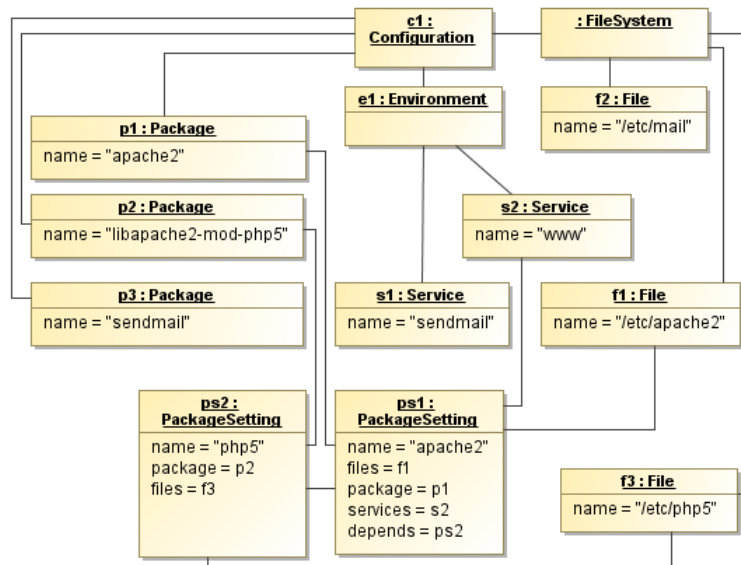 c1 :
Configuration
: FileSystem
e1 : Environment
f2 : File
name = "/etc/mail"
p1 : Package
name = "apache2"
p2 : Package
name = "libapache2-mod-php5"
s2 : Service
name = "www"
p3 : Package
name = "sendmail"
s1 : Service
name = "sendmail"
f1 : File
name = "/etc/apache2"
ps2 :
PackageSetting
name = "php5"
package = p2
files = f3
ps1 :
PackageSetting
name = "apache2"
files = f1
package = p1
services = s2
depends = ps2
f3 : File
name = "/etc/php5"